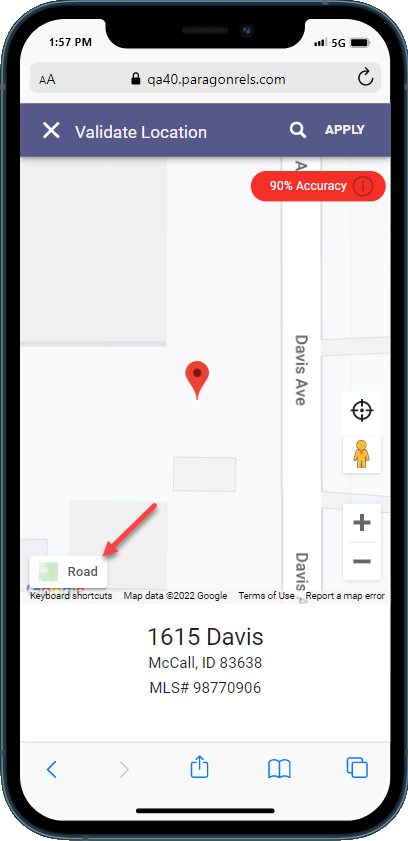 1:57 PM
5G
AA
qa40.paragonrels.com
Validate Location
APPLY
90% Accuracy
Davis Ave
Davis A
Road
Keyboard shortcuts
Map data ©2022 Google
Terms of Use
Report a map error
1615 Davis
McCall, ID 83638
MLS# 98770906